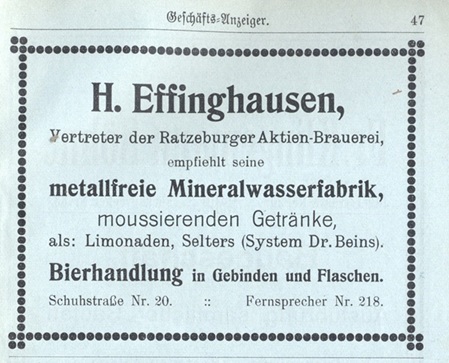 Geschäfts-Anzeiger. 47
H. Effinghausen,
Vertreter der Ratzeburger Aktien-Brauerei,
empfiehlt seine
metallfreie Mineralwasserfabrik,
moussierenden Getränke,
als: Limonaden, Selters (System Dr. Beins).
Bierhandlung in Gebinden und Flaschen.
Schuhstraße Nr. 20. :: Fernsprecher Nr. 218.